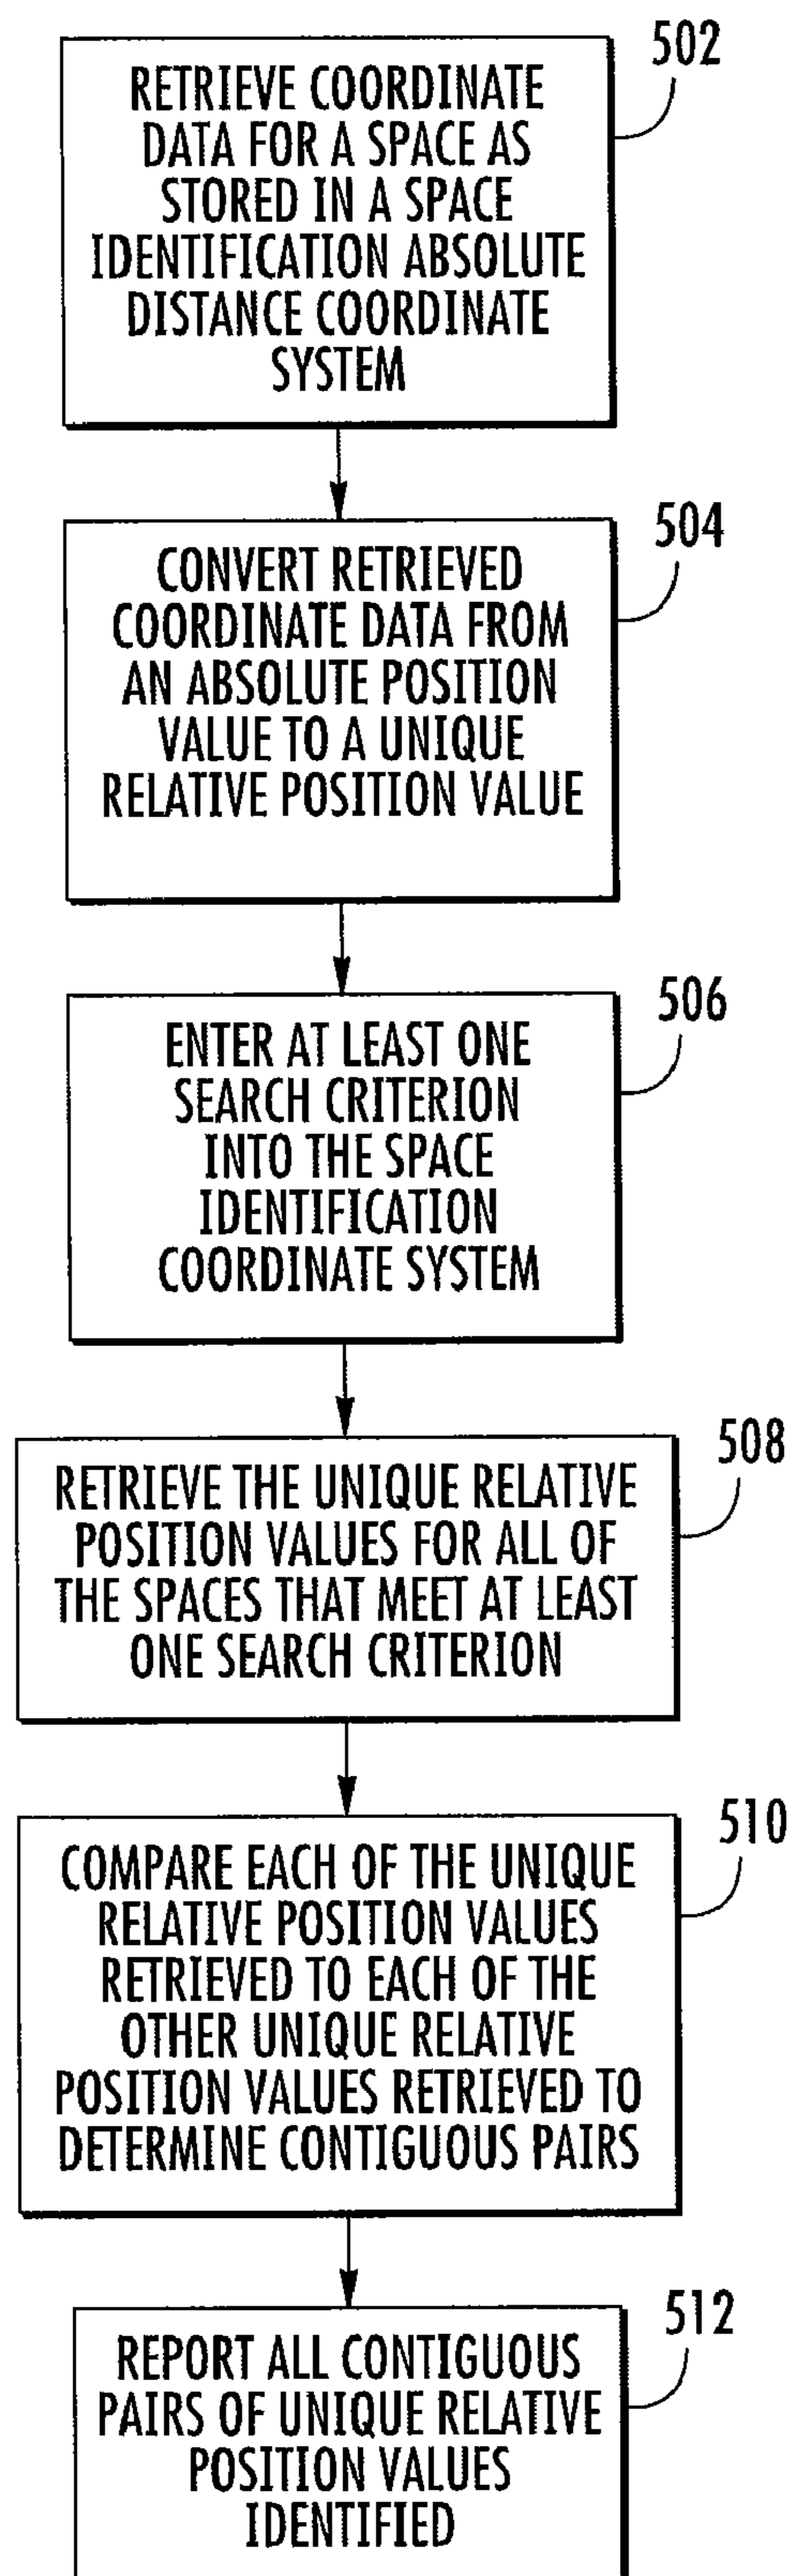 502
RETRIEVE COORDINATE
DATA FOR A SPACE AS
STORED IN A SPACE
IDENTIFICATION ABSOLUTE
DISTANCE COORDINATE
SYSTEM
504
CONVERT RETRIEVED
COORDINATE DATA FROM
AN ABSOLUTE POSITION
VALUE TO A UNIQUE
RELATIVE POSITION VALUE
506
ENTER AT LEAST ONE
SEARCH CRITERION
INTO THE SPACE
IDENTIFICATION
COORDINATE SYSTEM
508
RETRIEVE THE UNIQUE RELATIVE
POSITION VALUES FOR ALL OF
THE SPACES THAT MEET AT LEAST
ONE SEARCH CRITERION
510
COMPARE EACH OF THE UNIQUE
RELATIVE POSITION VALUES
RETRIEVED TO EACH OF THE
OTHER UNIQUE RELATIVE
POSITION VALUES RETRIEVED TO
DETERMINE CONTIGUOUS PAIRS
512
REPORT ALL CONTIGUOUS
PAIRS OF UNIQUE RELATIVE
POSITION VALUES
IDENTIFIED